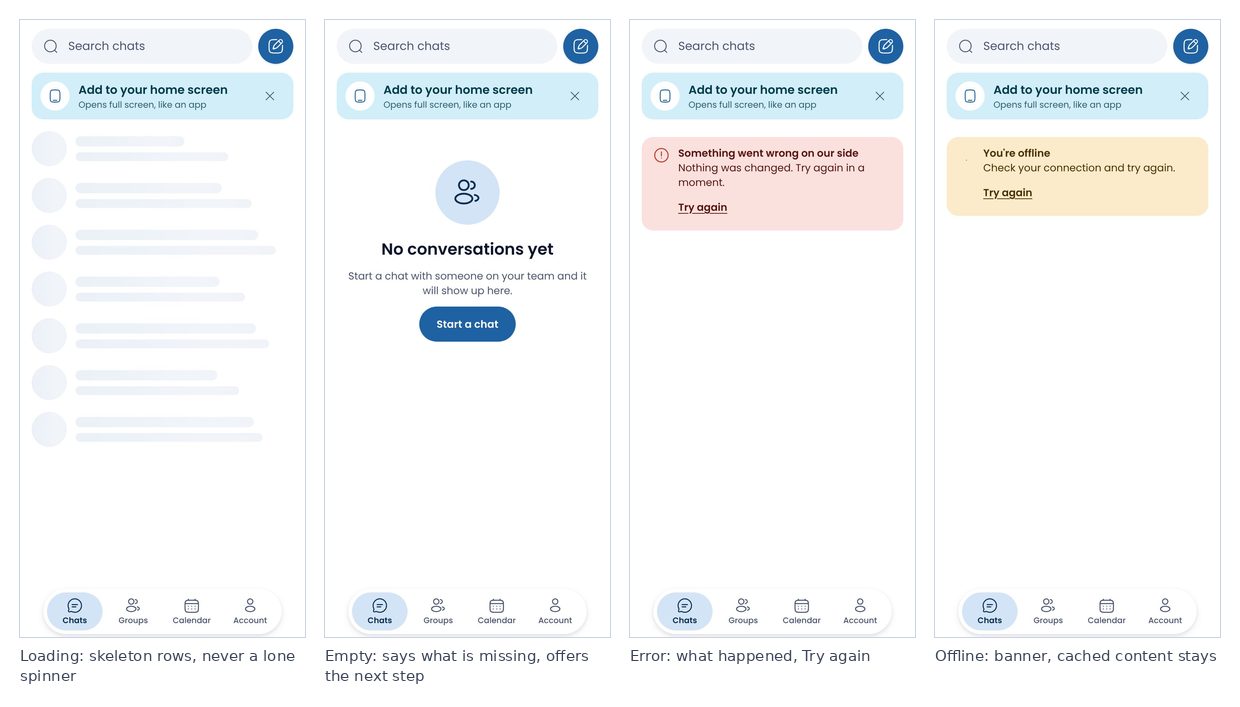 Search chats
Add to your home screen
Opens full screen, like an app
Chats
Groups
Calendar
Account
Loading: skeleton rows, never a lone
spinner
Search chats
Add to your home screen
Opens full screen, like an app
No conversations yet
Start a chat with someone on your team and it
will show up here.
Start a chat
Chats
Groups
Calendar
Account
Empty: says what is missing, offers
the next step
Search chats
Add to your home screen
Opens full screen, like an app
Something went wrong on our side
Nothing was changed. Try again in a
moment.
Try again
Chats
Groups
Calendar
Account
Error: what happened, Try again
Search chats
Add to your home screen
Opens full screen, like an app
You're offline
Check your connection and try again.
Try again
Chats
Groups
Calendar
Account
Offline: banner, cached content stays